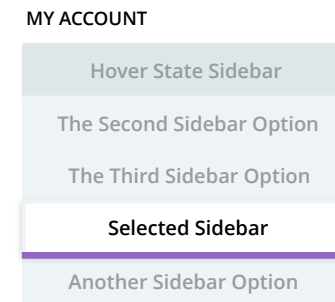 MY ACCOUNT
Hover State Sidebar
The Second Sidebar Option
The Third Sidebar Option
Selected Sidebar
Another Sidebar Option